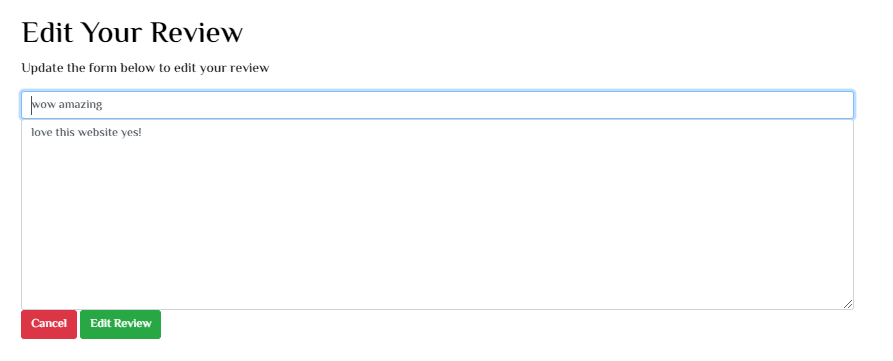 Edit Your Review
Update the form below to edit your review
wow amazing
love this website yes!
Cancel Edit Review